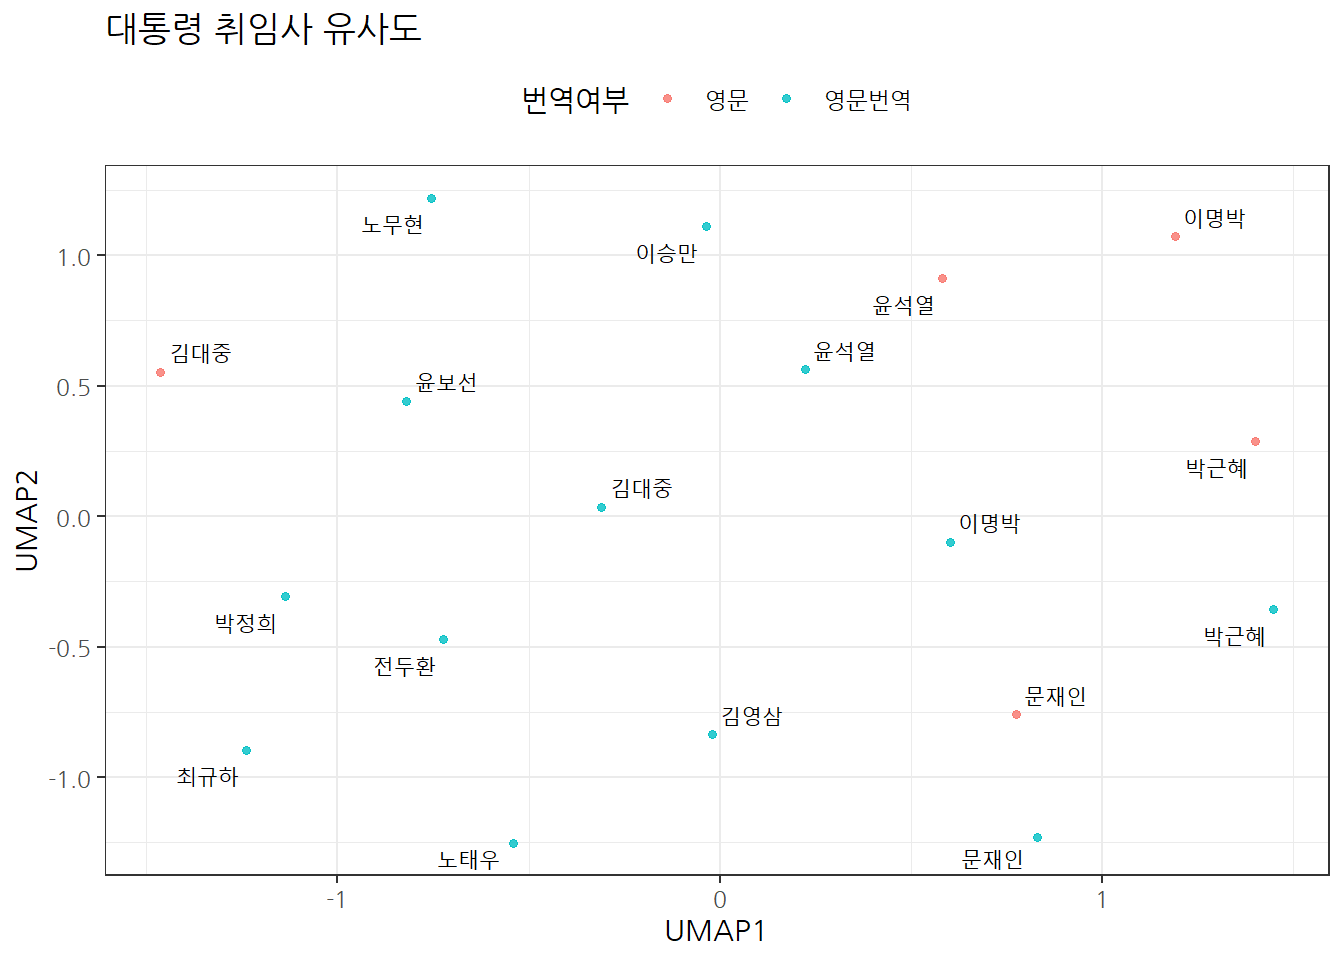 대통령 취임사 유사도
번역여부 영문 영문번역
노무현
이승만
이명박
윤석열
윤석열
김대중
윤보선
박근혜
김대중
이명박
박정희
박근혜
전두환
문재인
김영삼
최규하
노태우
문재인
1.0
0.5
0.0
-0.5
-1.0
UMAP2
-1 0 1
UMAP1